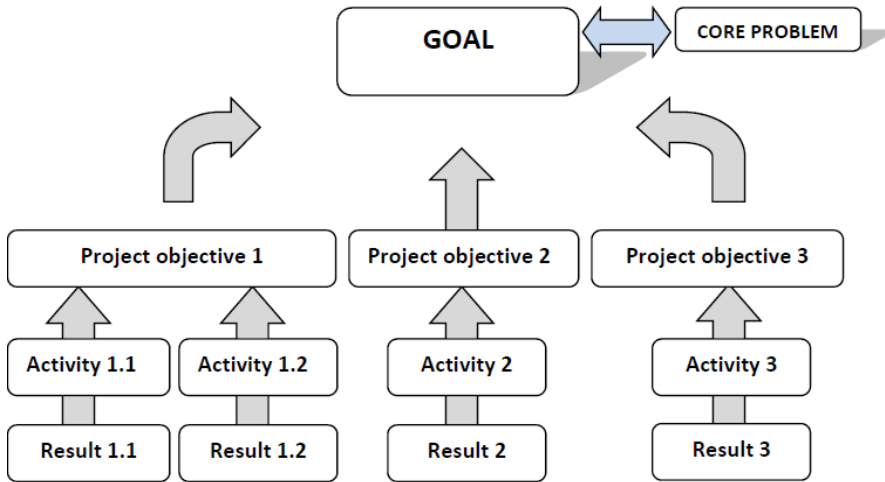 GOAL
CORE PROBLEM
Project objective 1
Project objective 2
Project objective 3
Activity 1.1
Activity 1.2
Activity 2
Activity 3
Result 1.1
Result 1.2
Result 2
Result 3